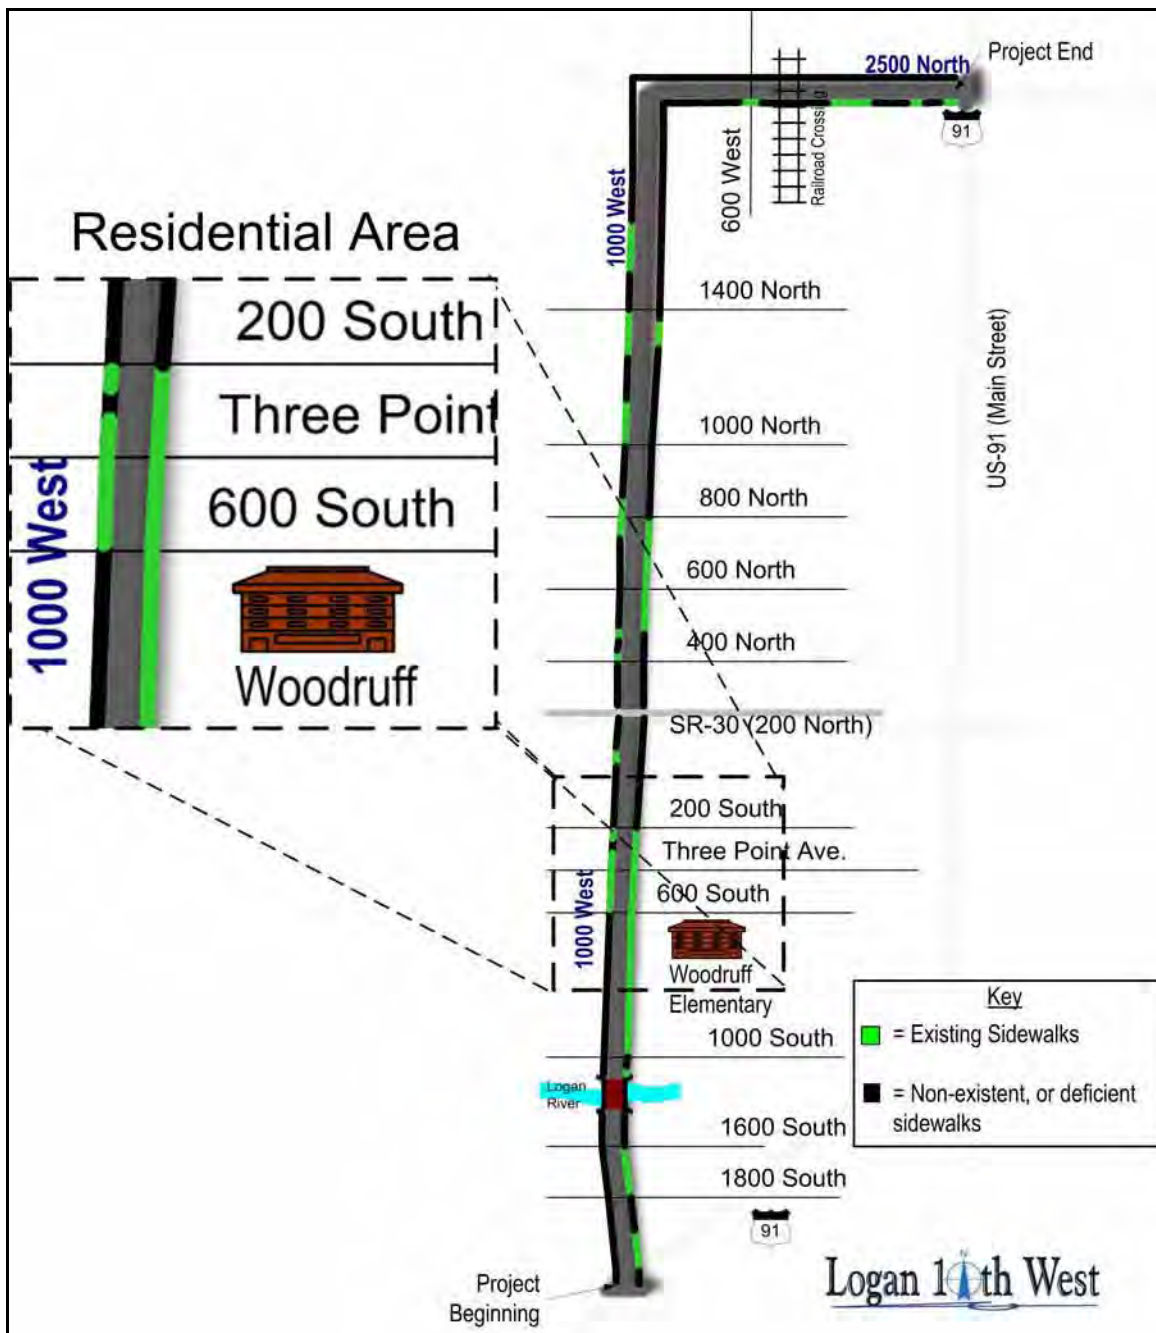 2500 North
Project End
91
600 West
Railroad Crossing
1000 West
Residential Area
1400 North
200 South
US-91 (Main Street)
Three Point
1000 North
1000 West
600 South
800 North
600 North
400 North
Woodruff
SR-30 (200 North)
200 South
Three Point Ave.
600 South
1000 West
Woodruff
Elementary
Key
= Existing Sidewalks
= Non-existent, or deficient
sidewalks
1000 South
Logan
River
1600 South
1800 South
91
N
Logan 10th West
Project
Beginning